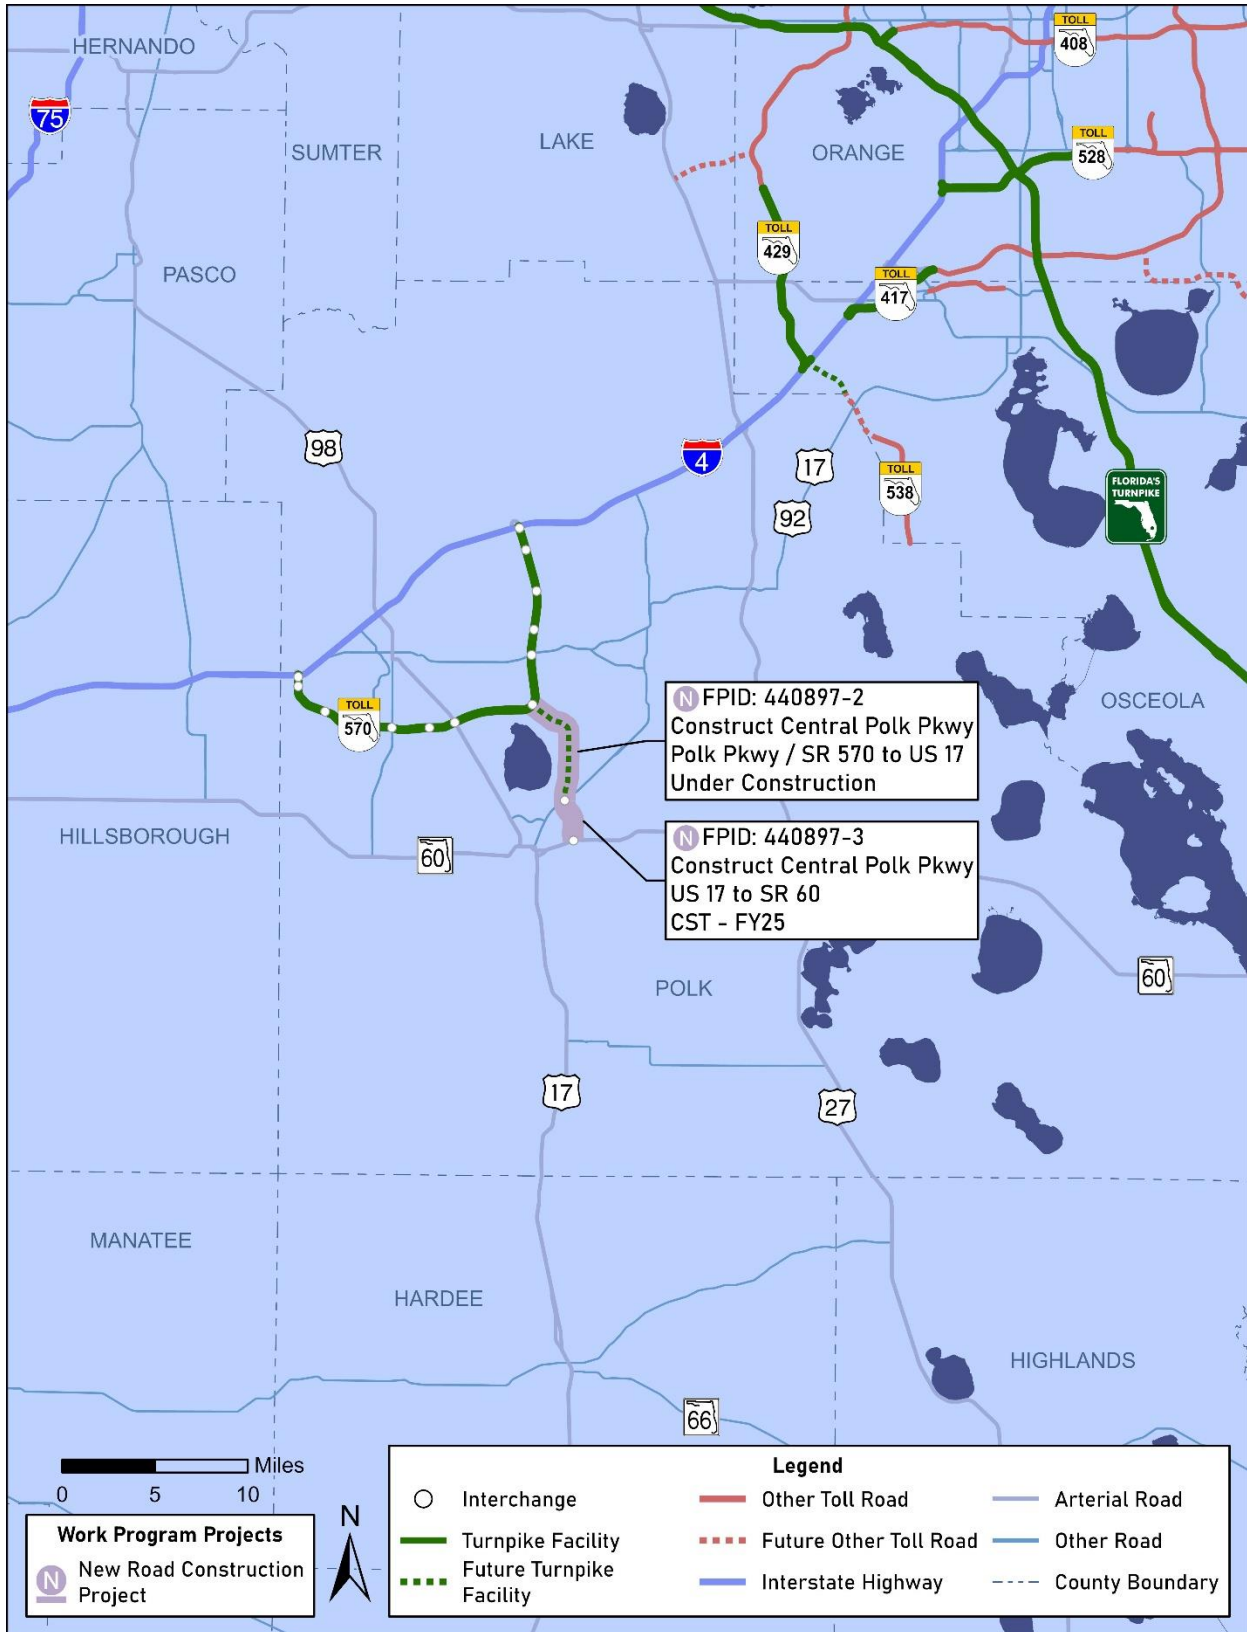 HERNANDO
75
SUMTER
LAKE
ORANGE
TOLL
408
TOLL
528
PASCO
TOLL
429
TOLL
417
98
4
17
92
TOLL
538
FLORIDA'S
TURNPIKE
OSCEOLA
TOLL
570
N FPID: 440897-2
Construct Central Polk Pkwy
Polk Pkwy / SR 570 to US 17
Under Construction
N FPID: 440897-3
Construct Central Polk Pkwy
US 17 to SR 60
CST - FY25
HILLSBOROUGH
60
60
POLK
17
27
MANATEE
HARDEE
HIGHLANDS
66
Miles
0 5 10
N
Work Program Projects
N New Road Construction
Project
Legend
Interchange
Turnpike Facility
Future Turnpike
Facility
Other Toll Road
Future Other Toll Road
Interstate Highway
Arterial Road
Other Road
County Boundary